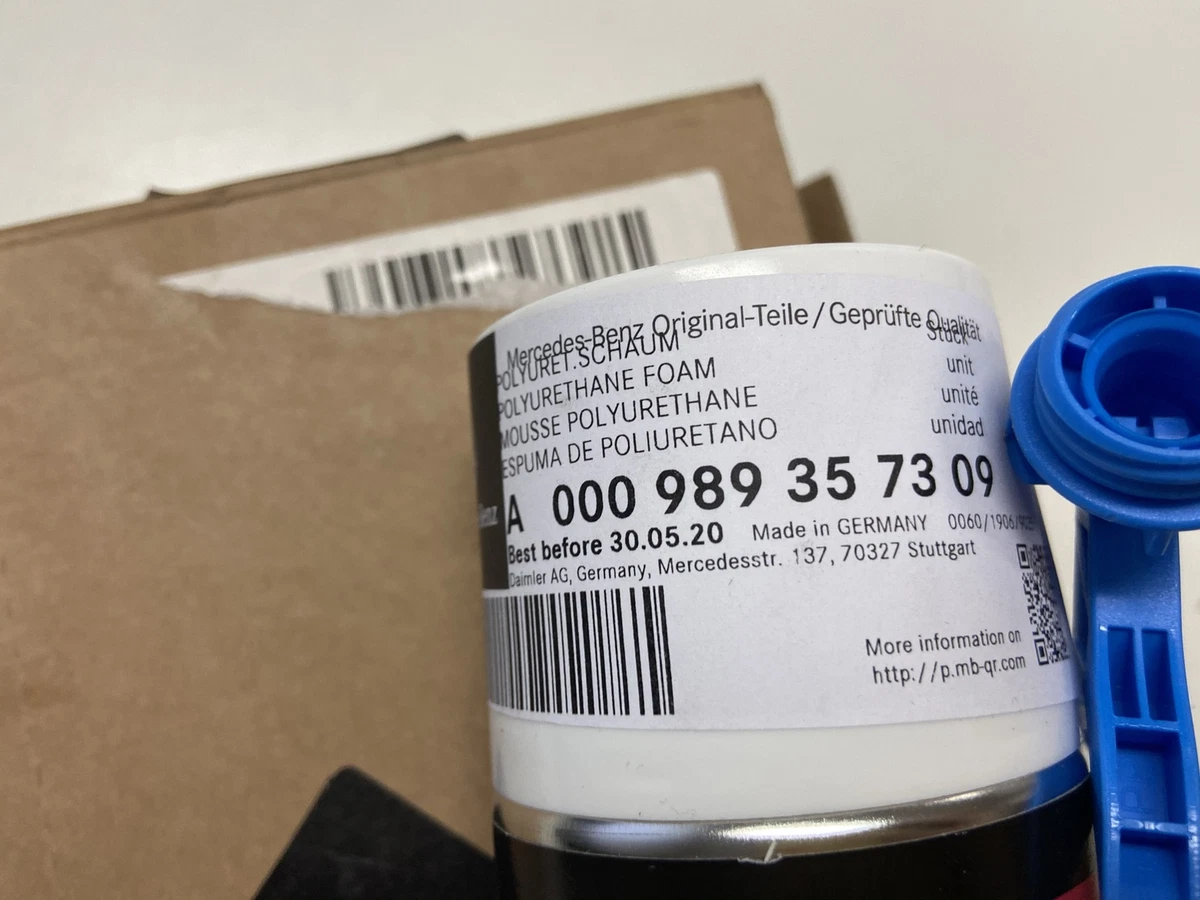 Mercedes-Benz Original-Teile/Geprüfte Qualität
POLYURET.SCHAUM Stück
POLYURETHANE FOAM unit
MOUSSE POLYURETHANE unité
ESPUMA DE POLIURETANO unidad
A 000 989 35 73 09
Best before 30.05.20 Made in GERMANY 0060/1906/
Daimler AG, Germany, Mercedesstr. 137, 70327 Stuttgart
More information on
http://p.mb-qr.com